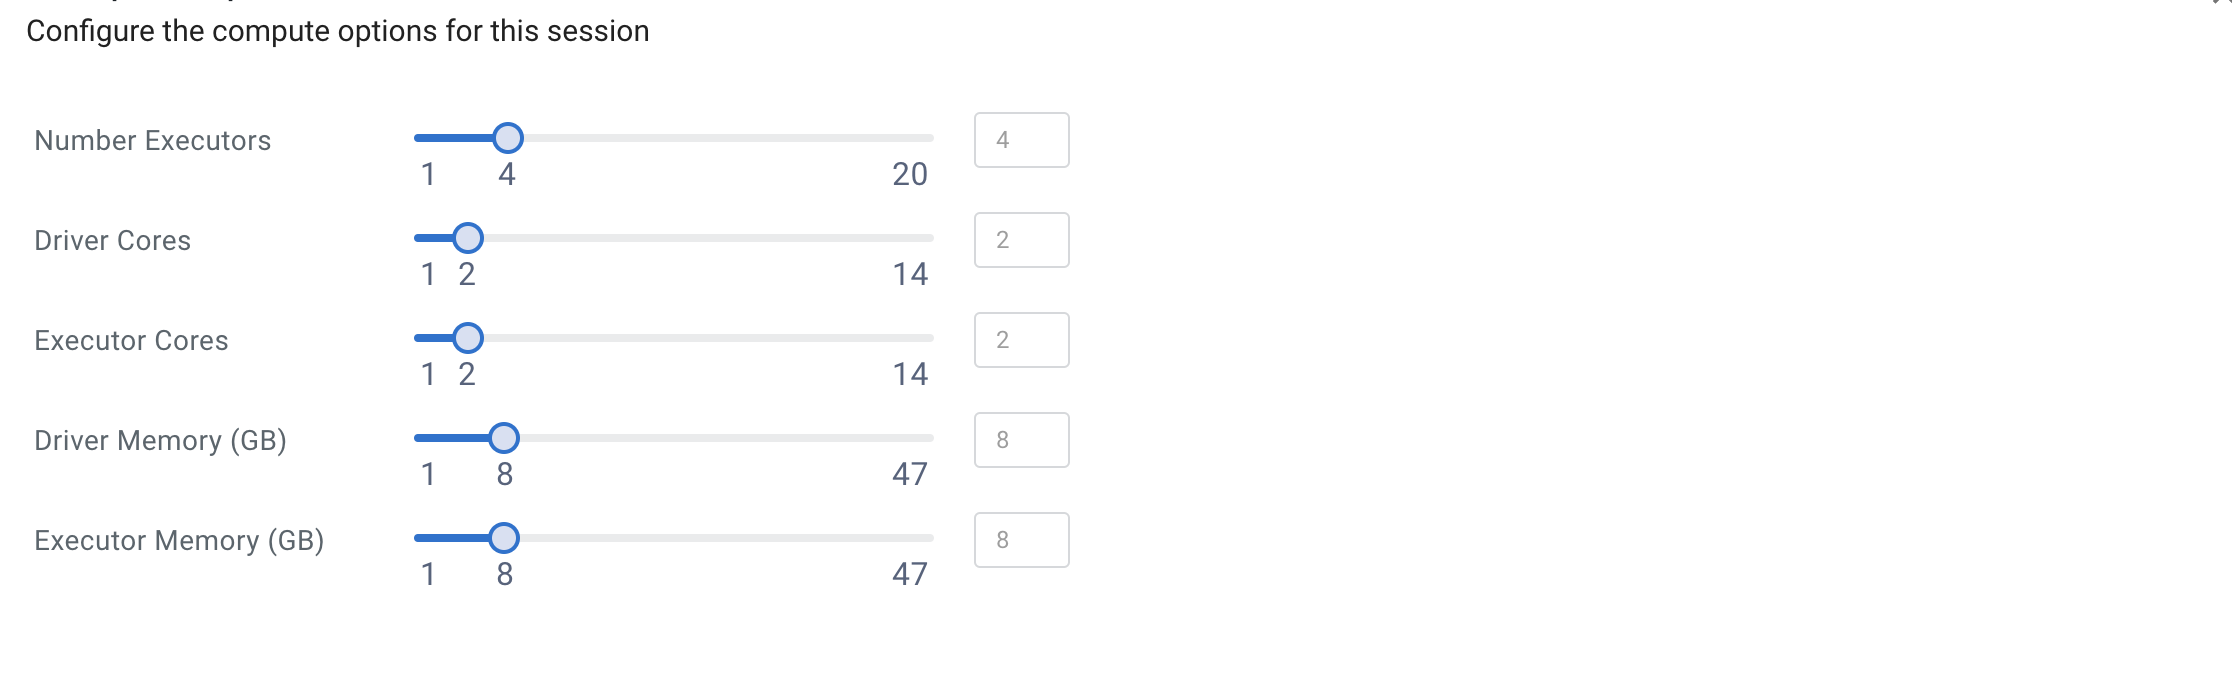 Configure the compute options for this session
Number Executors
1 4 20
4
Driver Cores
1 2 14
2
Executor Cores
1 2 14
2
Driver Memory (GB)
1 8 47
8
Executor Memory (GB)
1 8 47
8